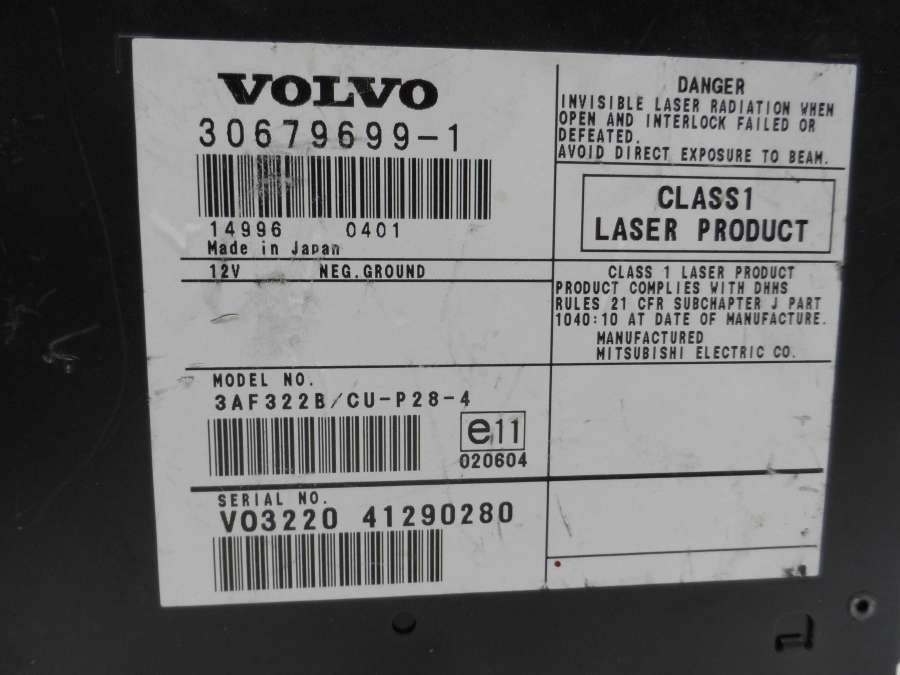 VOLVO
30679699-1
14996 0401
Made in Japan
12V NEG.GROUND
MODEL NO.
3AF322B/CU-P28-4
e11
020604
SERIAL NO.
VO3220 41290280
DANGER
INVISIBLE LASER RADIATION WHEN
OPEN AND INTERLOCK FAILED OR
DEFEATED.
AVOID DIRECT EXPOSURE TO BEAM.
CLASS1
LASER PRODUCT
CLASS 1 LASER PRODUCT
PRODUCT COMPLIES WITH DHHS
RULES 21 CFR SUBCHAPTER J PART
1040:10 AT DATE OF MANUFACTURE.
MANUFACTURED
MITSUBISHI ELECTRIC CO.